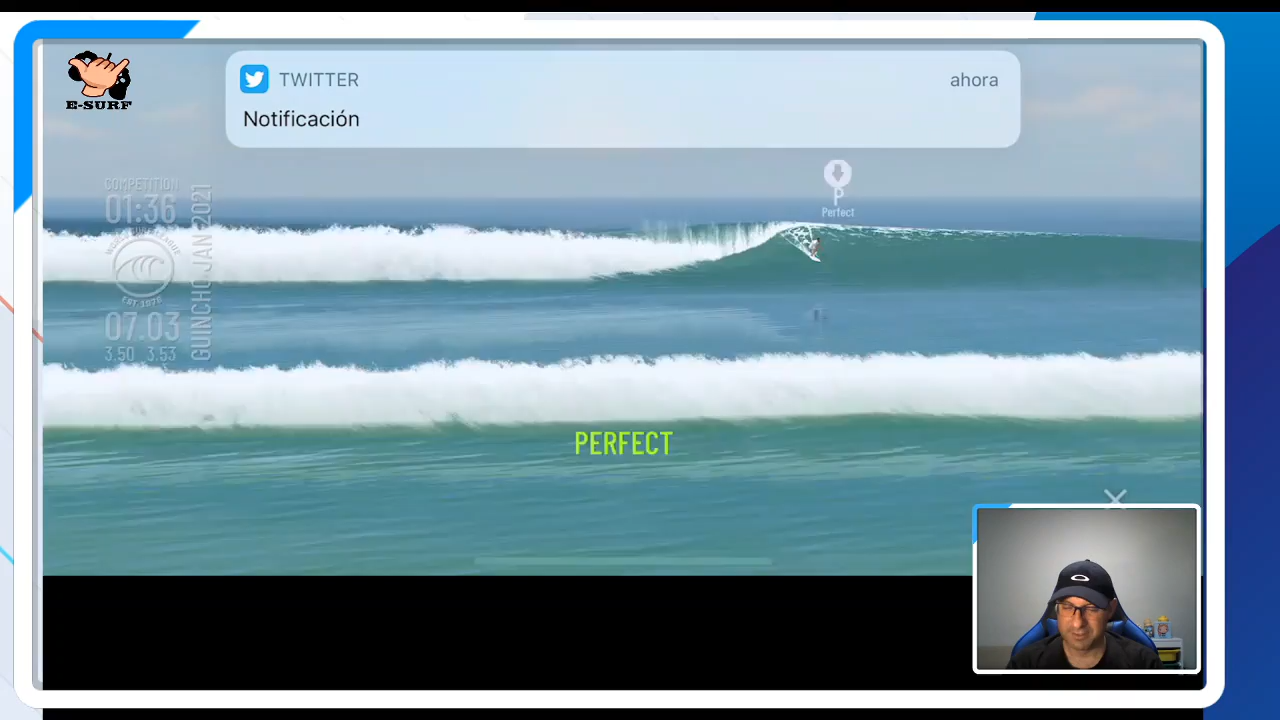 E-SURF
TWITTER
ahora
Notificación
COMPETITION
01:36
EST. 1976
07.03
3.50 3.53
GUINCHO JAN 2021
P
Perfect
PERFECT